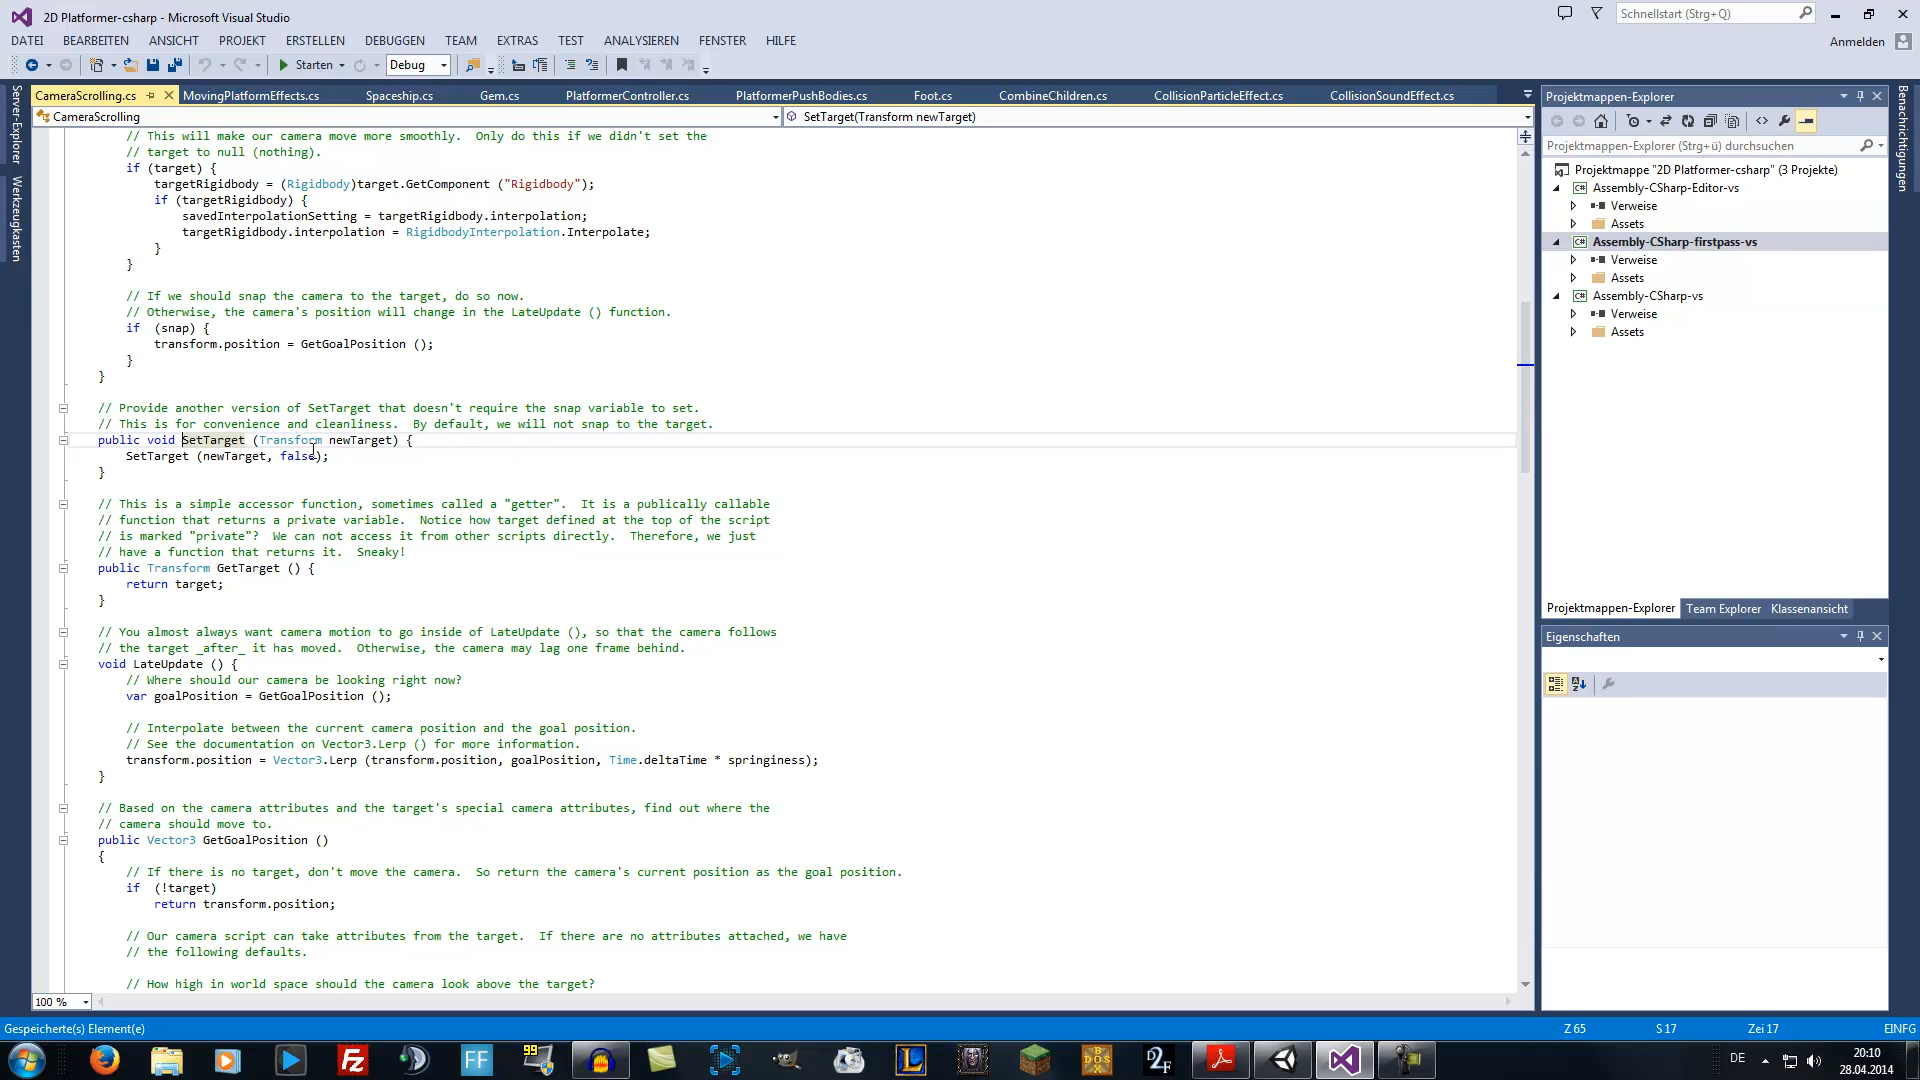 2D Platformer-csharp - Microsoft Visual Studio
Schnellstart (Strg+Q)
DATEI BEARBEITEN ANSICHT PROJEKT ERSTELLEN DEBUGGEN TEAM EXTRAS TEST ANALYSIEREN FENSTER HILFE
Anmelden
Starten Debug
Server-Explorer
Werkzeugkasten
CameraScrolling.cs MovingPlatformEffects.cs Spaceship.cs Gem.cs PlatformerController.cs PlatformerPushBodies.cs Foot.cs CombineChildren.cs CollisionParticleEffect.cs CollisionSoundEffect.cs
CameraScrolling SetTarget(Transform newTarget)
// This will make our camera move more smoothly.  Only do this if we didn't set the
// target to null (nothing).
if (target) {
targetRigidbody = (Rigidbody)target.GetComponent ("Rigidbody");
if (targetRigidbody) {
savedInterpolationSetting = targetRigidbody.interpolation;
targetRigidbody.interpolation = RigidbodyInterpolation.Interpolate;
}
}
// If we should snap the camera to the target, do so now.
// Otherwise, the camera's position will change in the LateUpdate () function.
if  (snap) {
transform.position = GetGoalPosition ();
}
}
// Provide another version of SetTarget that doesn't require the snap variable to set.
// This is for convenience and cleanliness.  By default, we will not snap to the target.
public void SetTarget (Transform newTarget) {
SetTarget (newTarget, false);
}
// This is a simple accessor function, sometimes called a "getter".  It is a publically callable
// function that returns a private variable.  Notice how target defined at the top of the script
// is marked "private"?  We can not access it from other scripts directly.  Therefore, we just
// have a function that returns it.  Sneaky!
public Transform GetTarget () {
return target;
}
// You almost always want camera motion to go inside of LateUpdate (), so that the camera follows
// the target _after_ it has moved.  Otherwise, the camera may lag one frame behind.
void LateUpdate () {
// Where should our camera be looking right now?
var goalPosition = GetGoalPosition ();
// Interpolate between the current camera position and the goal position.
// See the documentation on Vector3.Lerp () for more information.
transform.position = Vector3.Lerp (transform.position, goalPosition, Time.deltaTime * springiness);
}
// Based on the camera attributes and the target's special camera attributes, find out where the
// camera should move to.
public Vector3 GetGoalPosition ()
{
// If there is no target, don't move the camera.  So return the camera's current position as the goal position.
if  (!target)
return transform.position;
// Our camera script can take attributes from the target.  If there are no attributes attached, we have
// the following defaults.
// How high in world space should the camera look above the target?
100 %
Projektmappen-Explorer
Projektmappen-Explorer (Strg+ü) durchsuchen
Projektmappe "2D Platformer-csharp" (3 Projekte)
Assembly-CSharp-Editor-vs
Verweise
Assets
Assembly-CSharp-firstpass-vs
Verweise
Assets
Assembly-CSharp-vs
Verweise
Assets
Projektmappen-Explorer Team Explorer Klassenansicht
Eigenschaften
Benachrichtigungen
Gespeicherte(s) Element(e) Z 65 S 17 Zei 17 EINFG
DE
20:10
28.04.2014